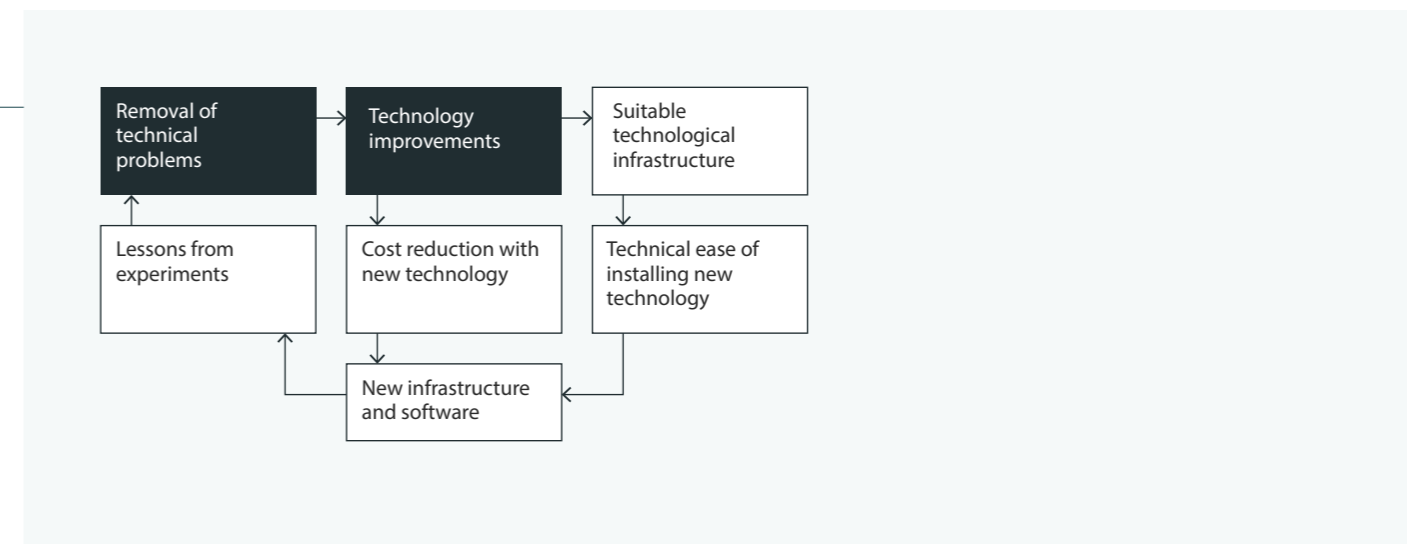 Removal of
technical
problems
Technology
improvements
Suitable
technological
infrastructure
Lessons from
experiments
Cost reduction with
new technology
Technical ease of
installing new
technology
New infrastructure
and software